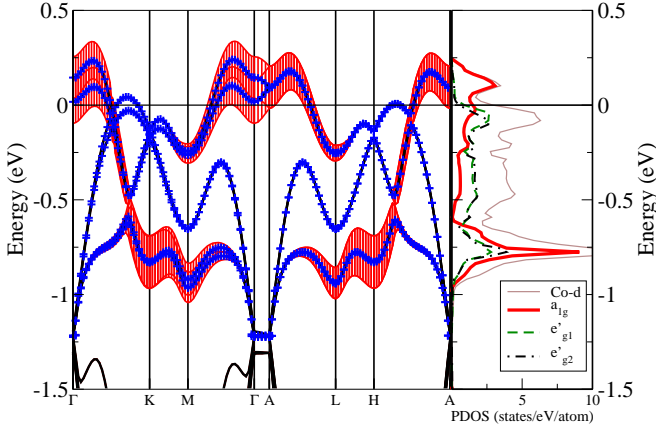 0.5
0
-0.5
-1
-1.5
Energy (eV)
Γ
K
M
Γ
A
L
H
A
5
10
PDOS (states/eV/atom)
0.5
0
-0.5
-1
-1.5
Energy (eV)
Co-d
a1g
e'g1
e'g2